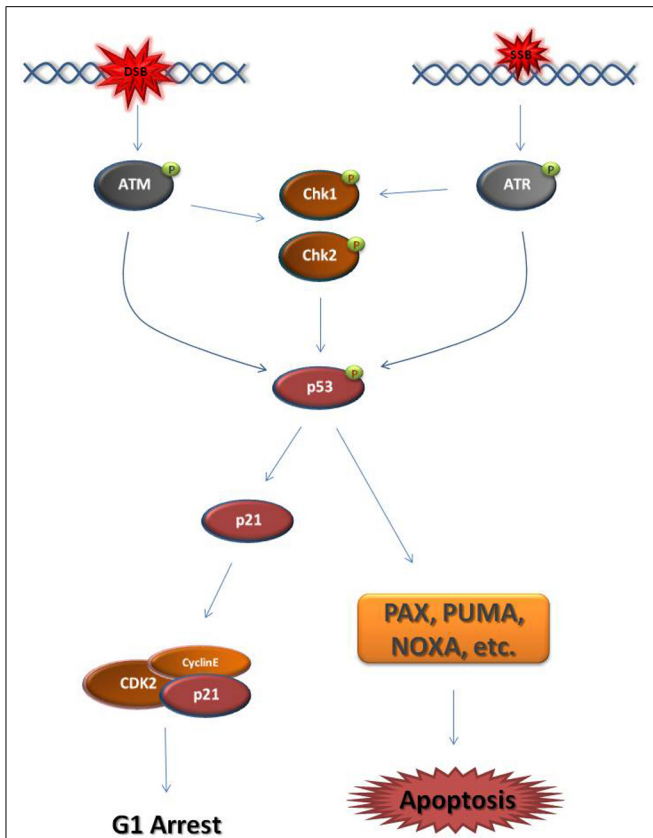 DSB
SSB
ATM
P
Chk1
P
ATR
P
Chk2
P
p53
P
p21
PAX, PUMA,
NOXA, etc.
CyclinE
CDK2
p21
G1 Arrest
Apoptosis